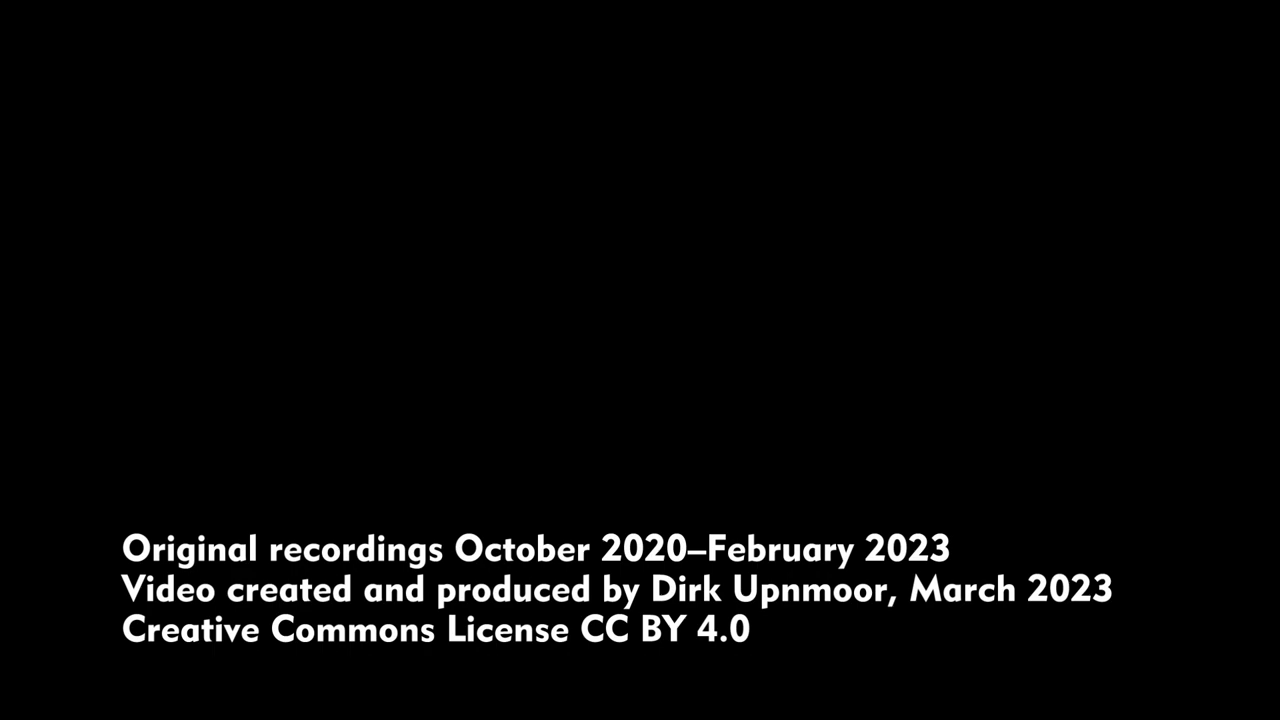 Original recordings October 2020–February 2023
Video created and produced by Dirk Upnmoor, March 2023
Creative Commons License CC BY 4.0